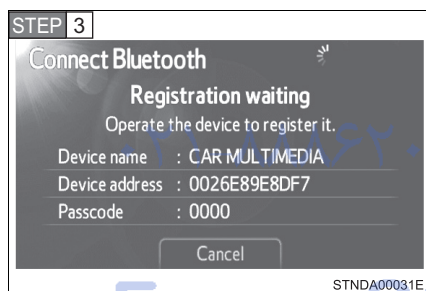 STEP 3
Connect Bluetooth
Registration waiting
Operate the device to register it.
Device name : CAR MULTIMEDIA
Device address : 0026E89E8DF7
Passcode : 0000
Cancel
STNDA00031E